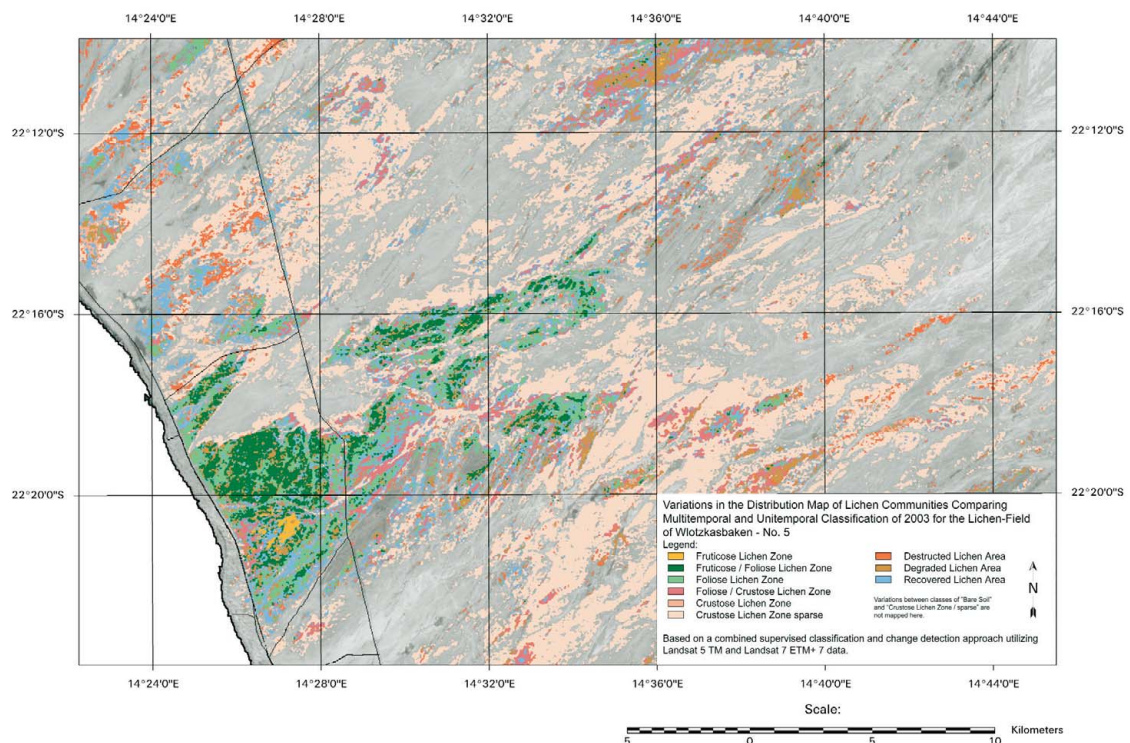 14°24'0"E 14°28'0"E 14°32'0"E 14°36'0"E 14°40'0"E 14°44'0"E
22°12'0"S 22°12'0"S
22°16'0"S 22°16'0"S
22°20'0"S 22°20'0"S
Variations in the Distribution Map of Lichen Communities Comparing
Multitemporal and Unitemporal Classification of 2003 for the Lichen-Field
of Wlotzkasbaken - No. 5
Legend:
Fruticose Lichen Zone
Fruticose / Foliose Lichen Zone
Foliose Lichen Zone
Foliose / Crustose Lichen Zone
Crustose Lichen Zone
Crustose Lichen Zone sparse
Destructed Lichen Area
Degraded Lichen Area
Recovered Lichen Area
Variations between classes of "Bare Soil"
and "Crustose Lichen Zone / sparse" are
not mapped here.
N
Based on a combined supervised classification and change detection approach utilizing
Landsat 5 TM and Landsat 7 ETM+ 7 data.
14°24'0"E 14°28'0"E 14°32'0"E 14°36'0"E 14°40'0"E 14°44'0"E
Scale:
Kilometers
5 0 5 10